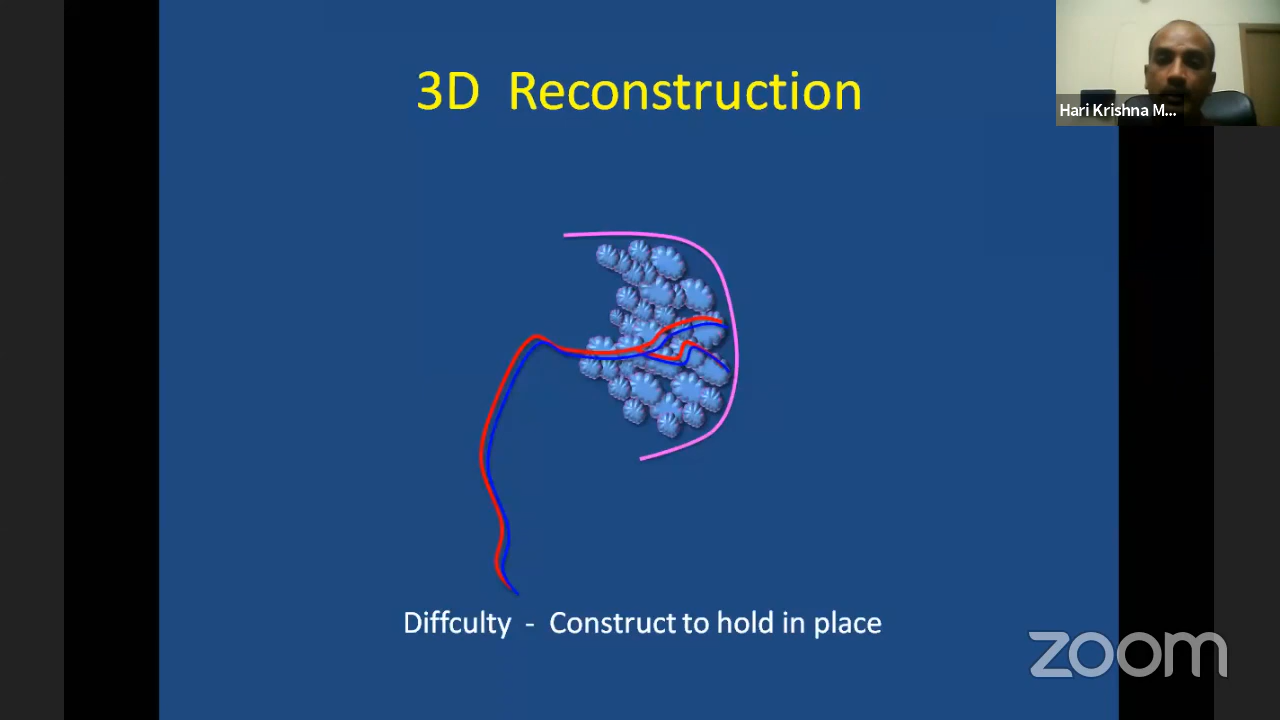 3D Reconstruction
Hari Krishna M...
Diffculty - Construct to hold in place
zoom